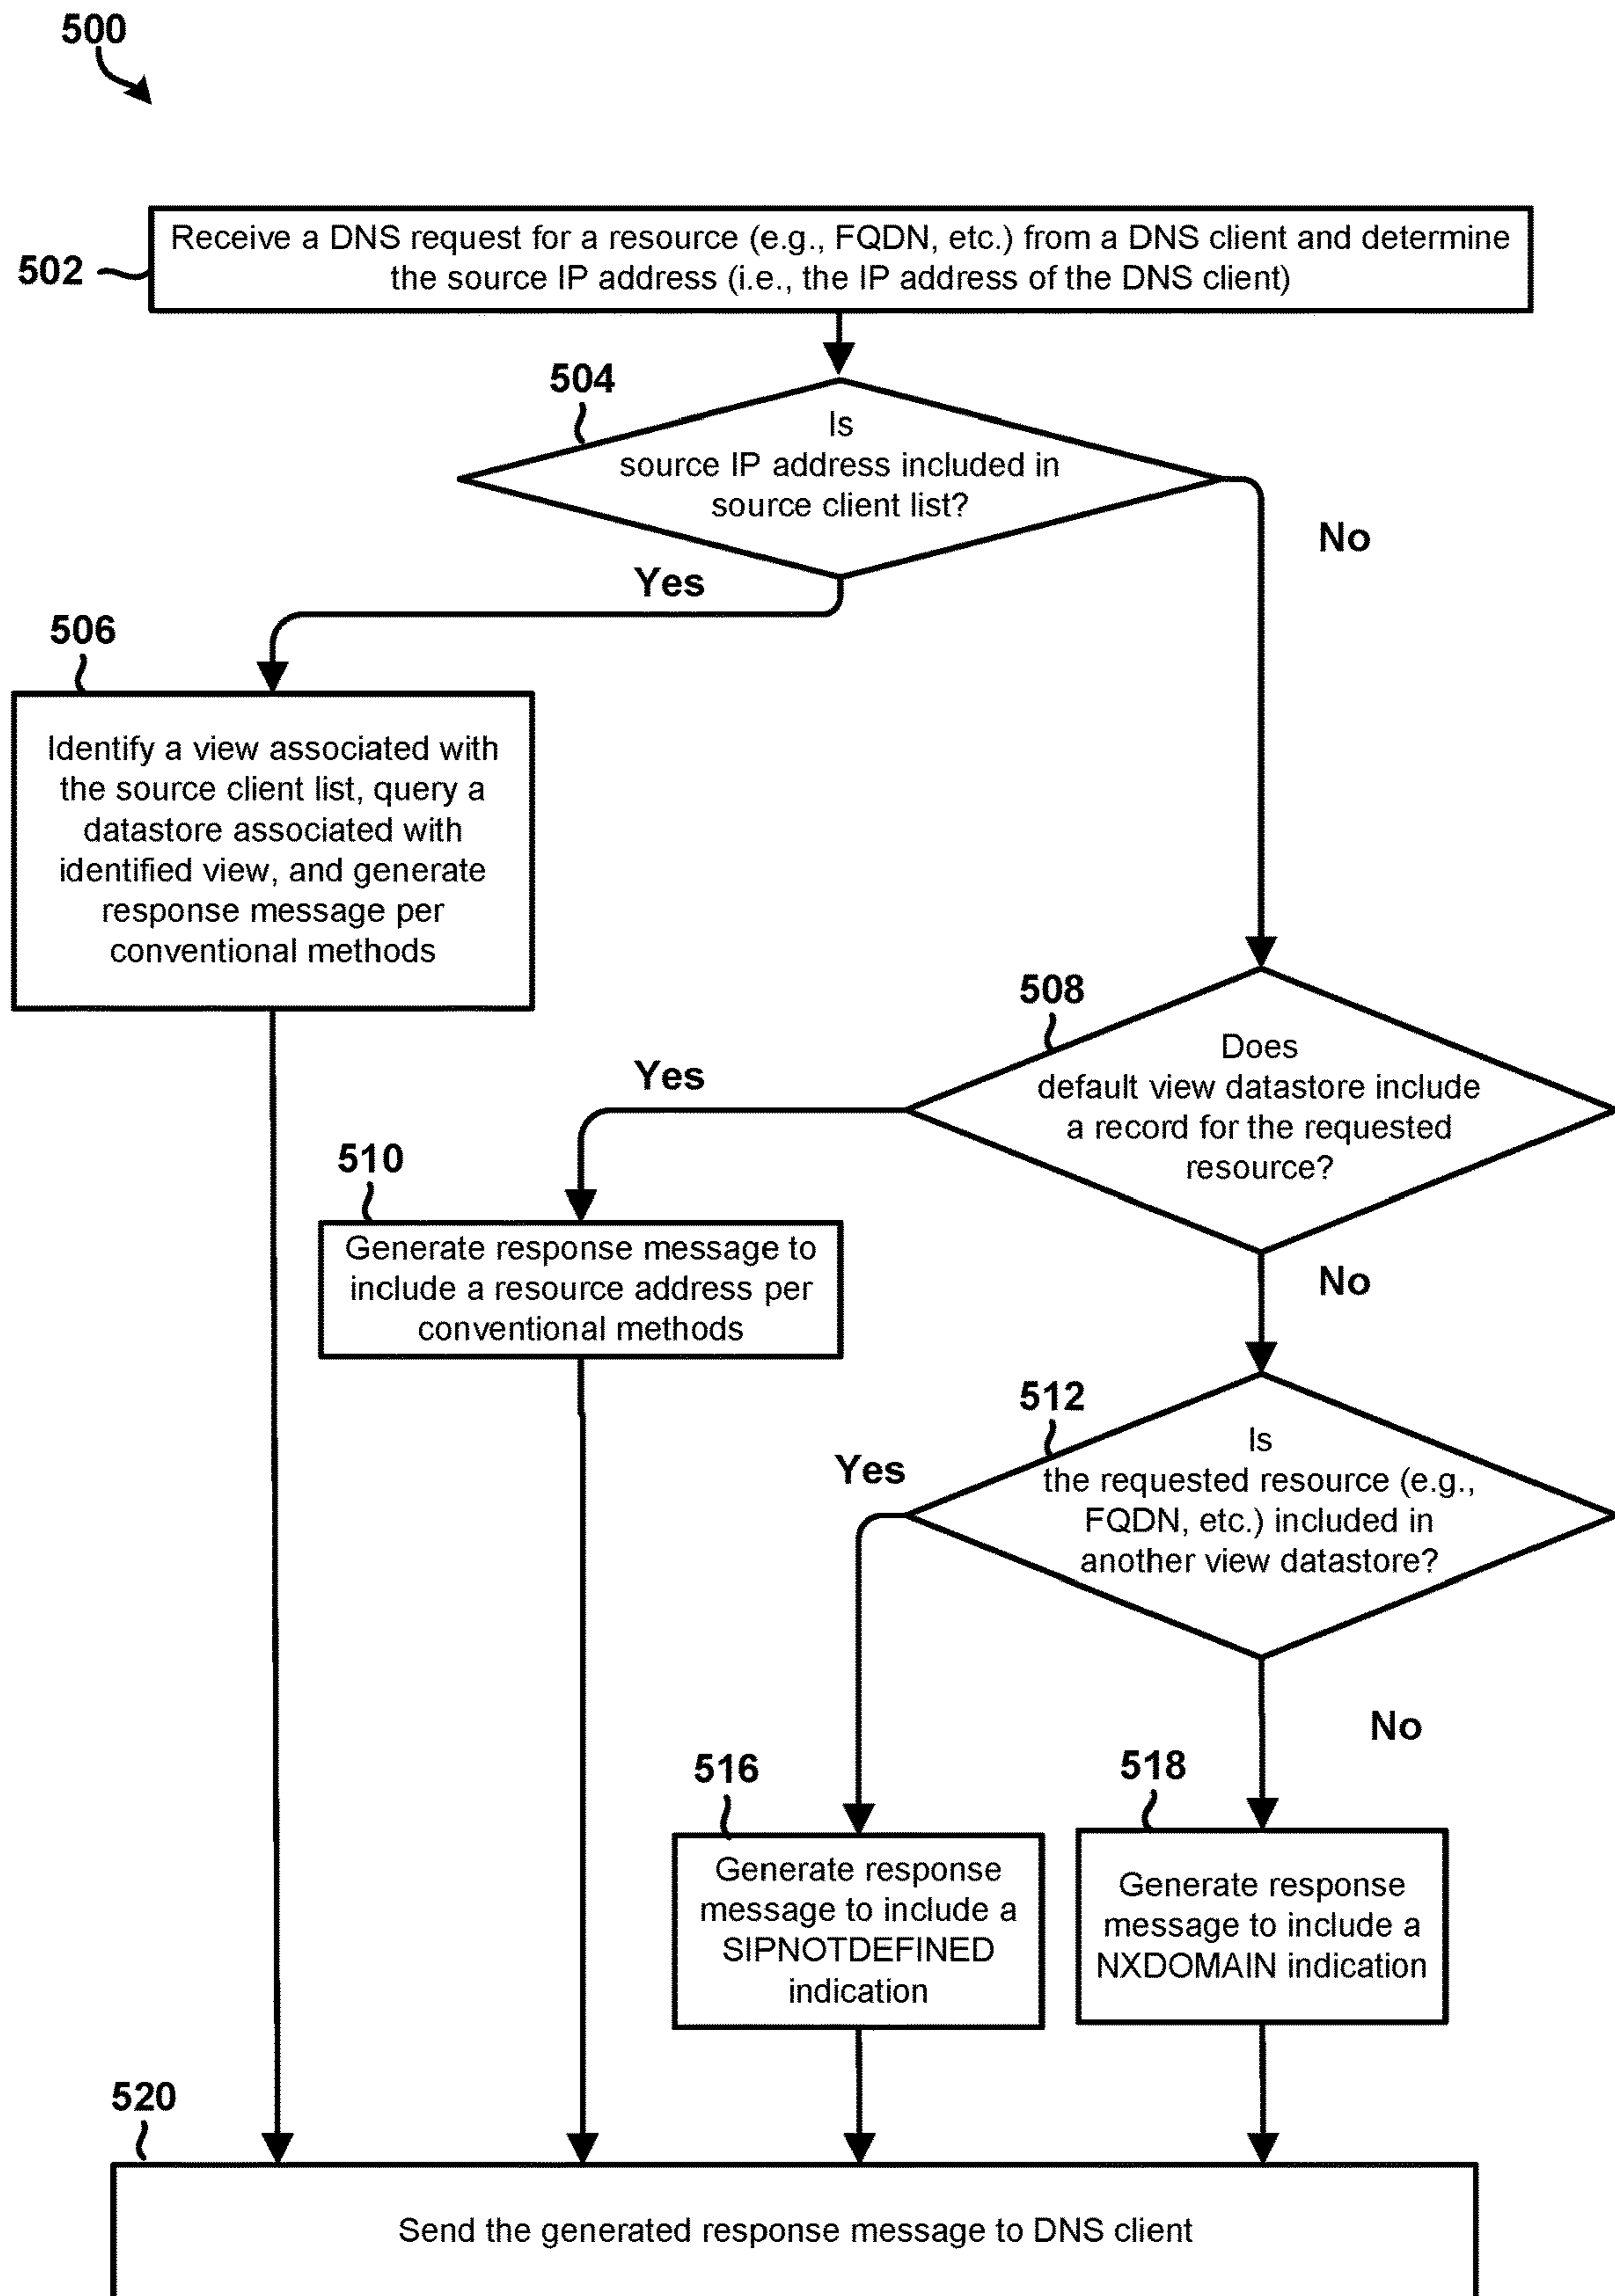 500
Receive a DNS request for a resource (e.g., FQDN, etc.) from a DNS client and determine
the source IP address (i.e., the IP address of the DNS client)
502
504
Is
source IP address included in
source client list?
No
Yes
506
Identify a view associated with
the source client list, query a
datastore associated with
identified view, and generate
response message per
conventional methods
508
Does
default view datastore include
a record for the requested
resource?
Yes
510
Generate response message to
include a resource address per
conventional methods
No
512
Is
the requested resource (e.g.,
FQDN, etc.) included in
another view datastore?
Yes
No
516
Generate response
message to include a
SIPNOTDEFINED
indication
518
Generate response
message to include a
NXDOMAIN indication
520
Send the generated response message to DNS client